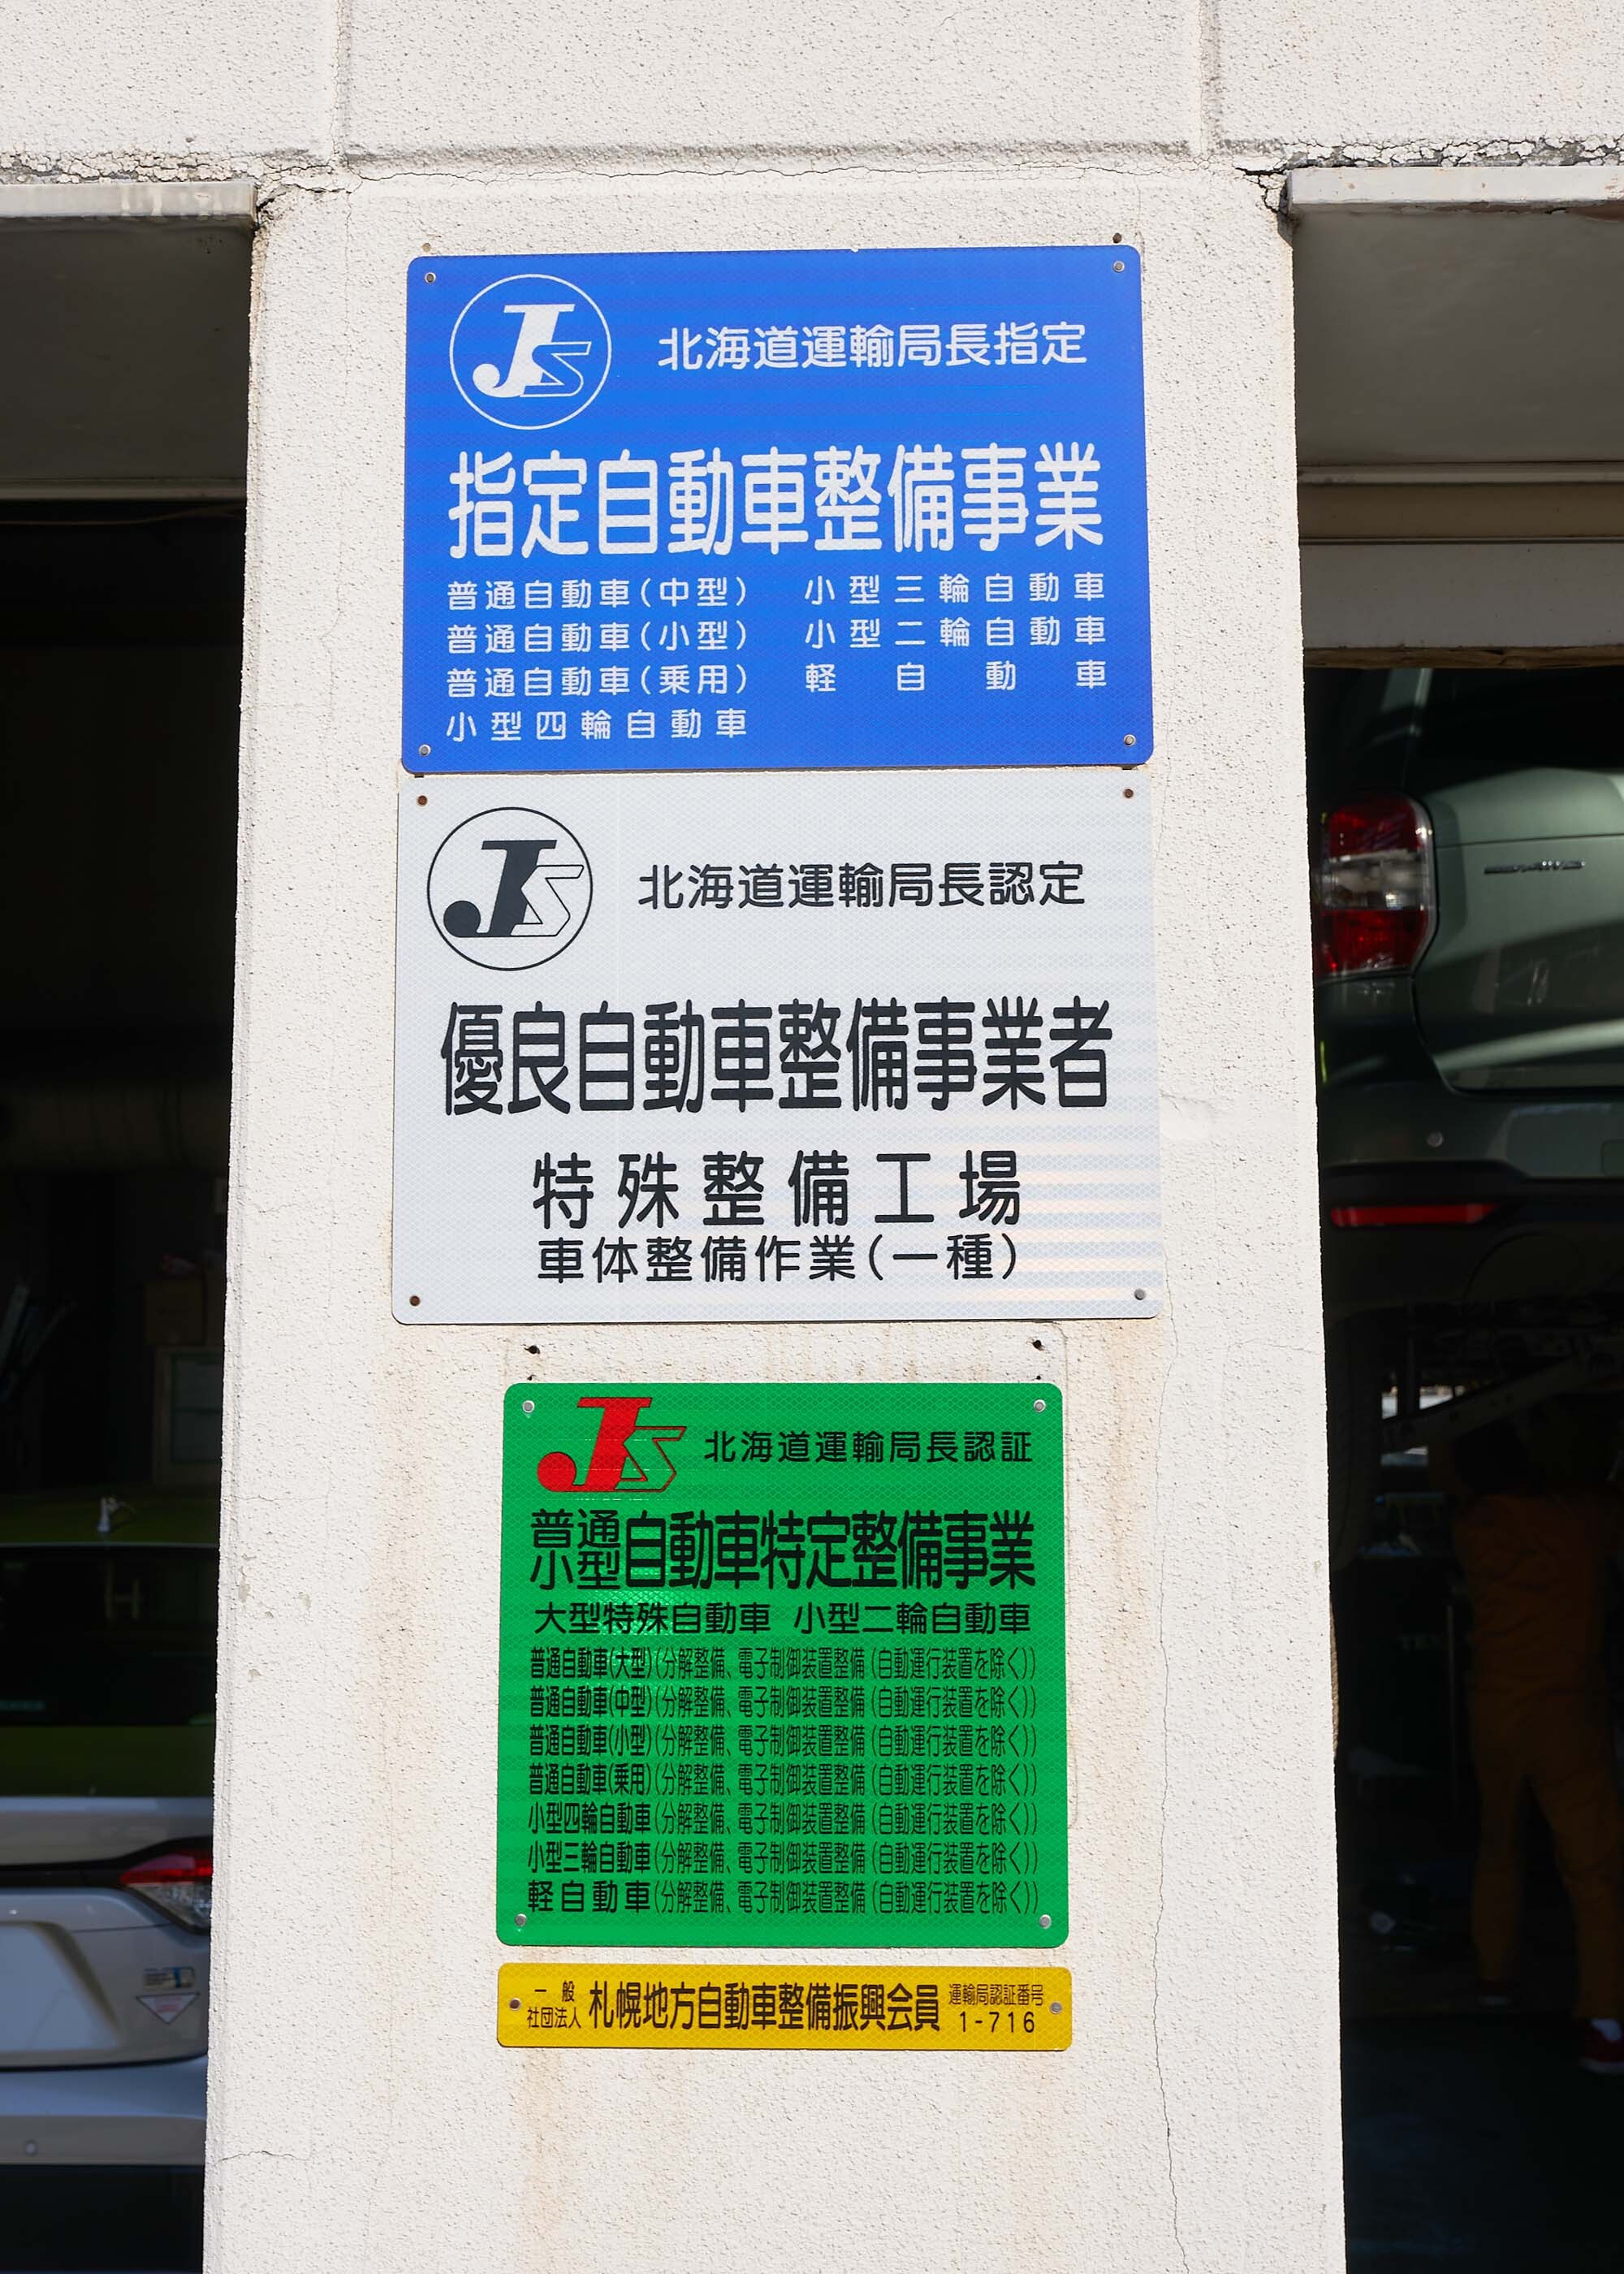 JS
北海道運輸局長指定
指定自動車整備事業
普通自動車(中型) 小型三輪自動車
普通自動車(小型) 小型二輪自動車
普通自動車(乗用) 軽自動車
小型四輪自動車
JS
北海道運輸局長認定
優良自動車整備事業者
特殊整備工場
車体整備作業(一種)
JS
北海道運輸局長認証
普通小型自動車特定整備事業
大型特殊自動車 小型二輪自動車
普通自動車(大型)(分解整備、電子制御装置整備(自動運行装置を除く))
普通自動車(中型)(分解整備、電子制御装置整備(自動運行装置を除く))
普通自動車(小型)(分解整備、電子制御装置整備(自動運行装置を除く))
普通自動車(乗用)(分解整備、電子制御装置整備(自動運行装置を除く))
小型四輪自動車(分解整備、電子制御装置整備(自動運行装置を除く))
小型三輪自動車(分解整備、電子制御装置整備(自動運行装置を除く))
軽自動車(分解整備、電子制御装置整備(自動運行装置を除く))
一般社団法人 札幌地方自動車整備振興会員 運輸局認証番号
1-716